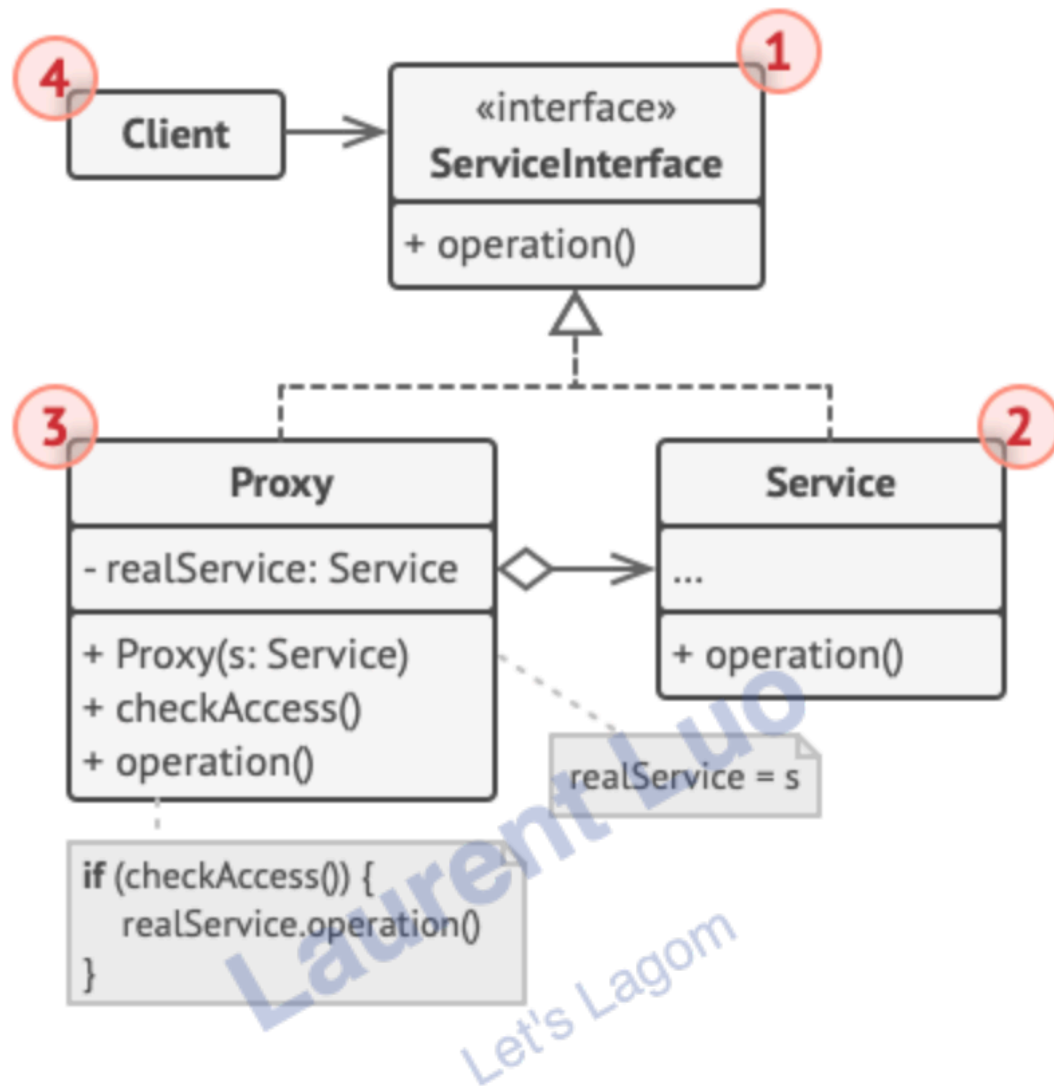 4
1
Client
«interface»
ServiceInterface
+ operation()
3
2
Proxy
- realService: Service
+ Proxy(s: Service)
+ checkAccess()
+ operation()
Service
...
+ operation()
realService = s
if (checkAccess()) {
realService.operation()
}
Laurent Luo
Let's Lagom